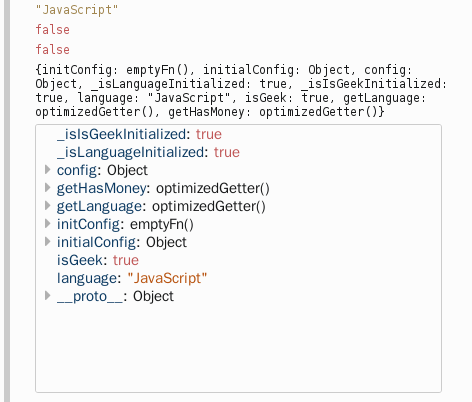 "JavaScript"
false
false
{initConfig: emptyFn(), initialConfig: Object, config:
Object, _isLanguageInitialized: true, _isIsGeekInitialized:
true, language: "JavaScript", isGeek: true, getLanguage:
optimizedGetter(), getHasMoney: optimizedGetter()}
_isIsGeekInitialized: true
_isLanguageInitialized: true
config: Object
getHasMoney: optimizedGetter()
getLanguage: optimizedGetter()
initConfig: emptyFn()
initialConfig: Object
isGeek: true
language: "JavaScript"
__proto__: Object